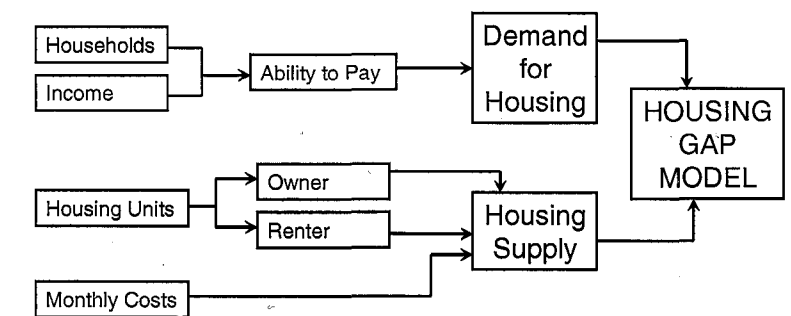 Households
Income
Ability to Pay
Demand
for
Housing
HOUSING
GAP
MODEL
Housing Units
Owner
Renter
Housing
Supply
Monthly Costs